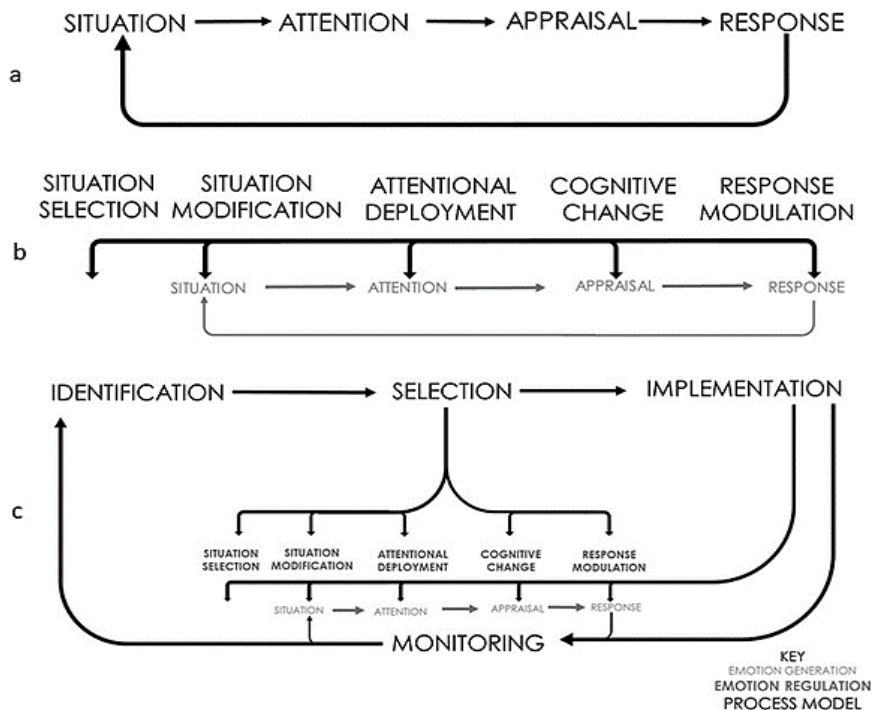 SITUATION ATTENTION APPRAISAL RESPONSE
a
SITUATION SITUATION ATTENTIONAL COGNITIVE RESPONSE
SELECTION MODIFICATION DEPLOYMENT CHANGE MODULATION
b
SITUATION ATTENTION APPRAISAL RESPONSE
IDENTIFICATION SELECTION IMPLEMENTATION
c
SITUATION SITUATION ATTENTIONAL COGNITIVE RESPONSE
SELECTION MODIFICATION DEPLOYMENT CHANGE MODULATION
SITUATION ATTENTION APPRAISAL RESPONSE
MONITORING
KEY
EMOTION GENERATION
EMOTION REGULATION
PROCESS MODEL